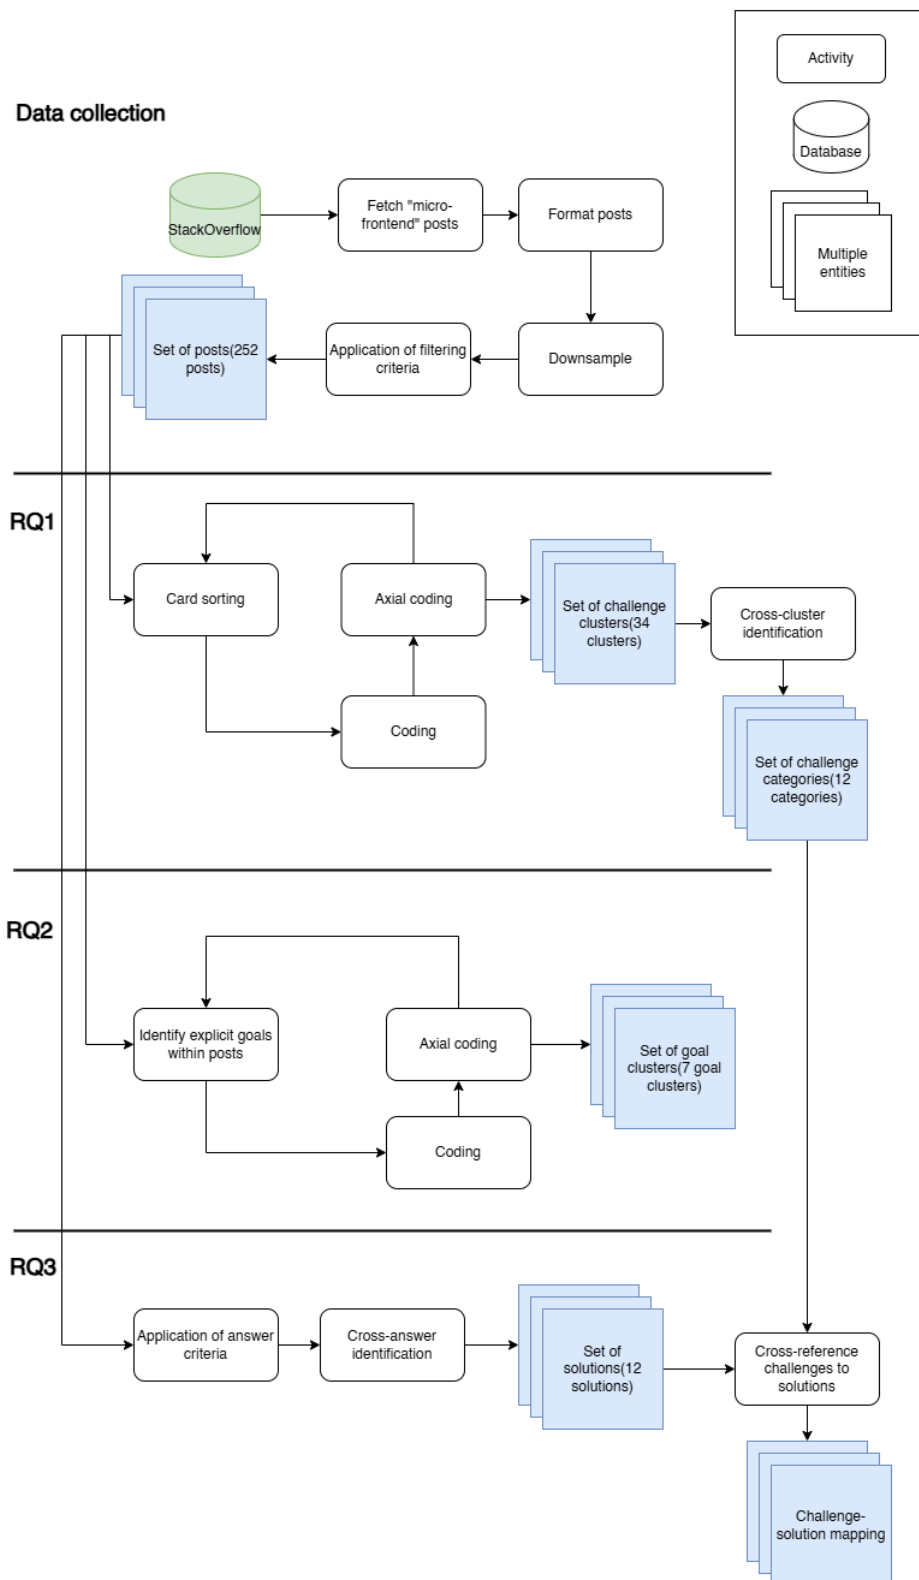 Activity
Database
Multiple
entities
Data collection
StackOverflow
Fetch "micro-
frontend" posts
Format posts
Set of posts(252
posts)
Application of filtering
criteria
Downsample
RQ1
Card sorting
Axial coding
Coding
Set of challenge
clusters(34
clusters)
Cross-cluster
identification
Set of challenge
categories(12
categories)
RQ2
Identify explicit goals
within posts
Axial coding
Coding
Set of goal
clusters(7 goal
clusters)
RQ3
Application of answer
criteria
Cross-answer
identification
Set of
solutions(12
solutions)
Cross-reference
challenges to
solutions
Challenge-
solution mapping